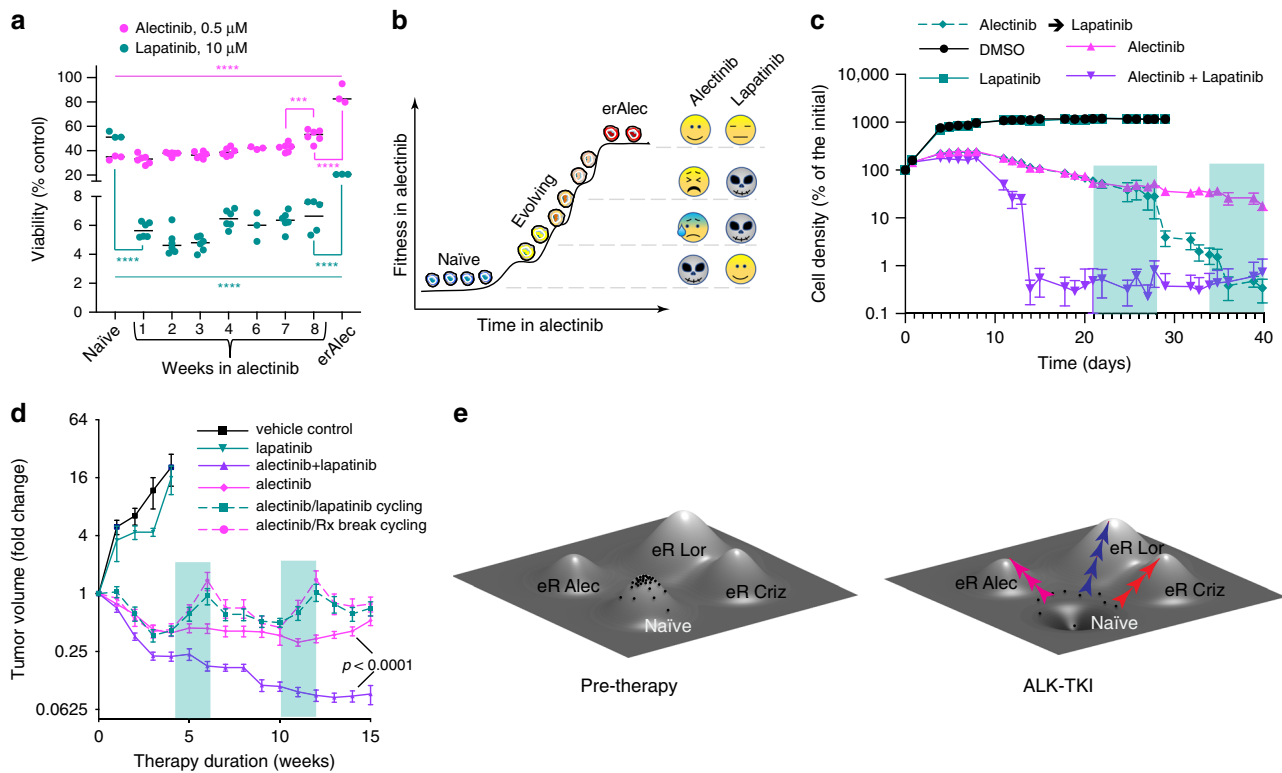 a
Alectinib, 0.5 µM
Lapatinib, 10 µM
Viability (% control)
100
80
60
40
20
8
6
4
2
0
****
***
****
****
****
****
Naïve
1
2
3
4
6
7
8
erAlec
Weeks in alectinib
b
Fitness in alectinib
Time in alectinib
Naïve
Evolving
erAlec
Alectinib
Lapatinib
c
Alectinib ➔ Lapatinib
DMSO
Alectinib
Lapatinib
Alectinib + Lapatinib
Cell density (% of the initial)
10,000
1000
100
10
1
0.1
0
10
20
30
40
Time (days)
d
vehicle control
lapatinib
alectinib+lapatinib
alectinib
alectinib/lapatinib cycling
alectinib/Rx break cycling
Tumor volume (fold change)
64
16
4
1
0.25
0.0625
p < 0.0001
0
5
10
15
Therapy duration (weeks)
e
eR Lor
eR Alec
eR Criz
Naïve
Pre-therapy
eR Lor
eR Alec
eR Criz
Naïve
ALK-TKI